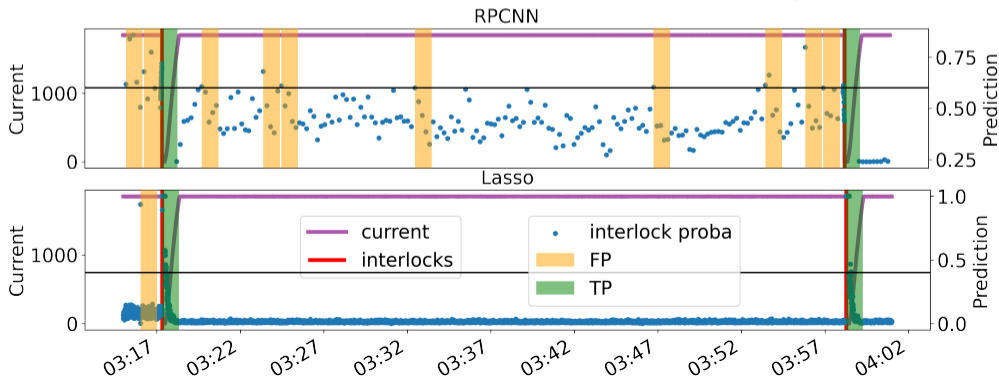 RPCNN
Current
1000
0
0.75
0.50
0.25
Prediction
Lasso
Current
1000
0
current
interlocks
interlock proba
FP
TP
1.0
0.5
0.0
Prediction
03:17 03:22 03:27 03:32 03:37 03:42 03:47 03:52 03:57 04:02